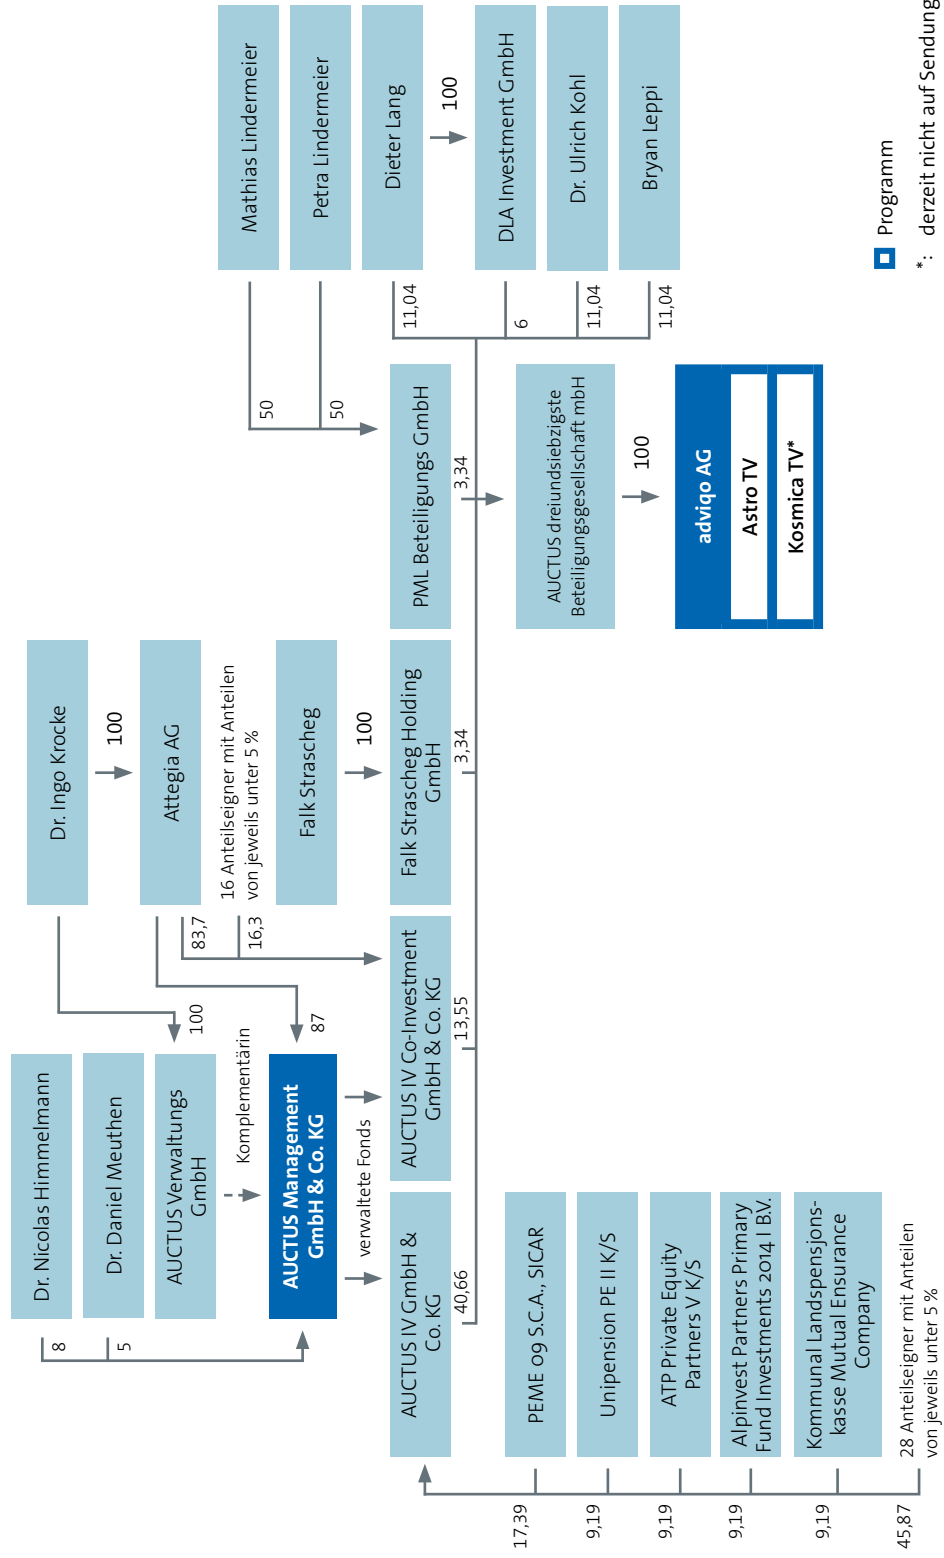 Dr. Nicolas Himmelmann
8
Dr. Daniel Meuthen
5
AUCTUS Verwaltungs
GmbH
Komplementärin
100
Dr. Ingo Krocke
100
Attegia AG
83,7
16 Anteilseigner mit Anteilen
von jeweils unter 5 %
16,3
87
AUCTUS Management
GmbH & Co. KG
verwaltete Fonds
Falk Strascheg
100
Mathias Lindermeier
50
Petra Lindermeier
50
Dieter Lang
11,04
100
AUCTUS IV GmbH &
Co. KG
40,66
AUCTUS IV Co-Investment
GmbH & Co. KG
13,55
Falk Strascheg Holding
GmbH
3,34
PML Beteiligungs GmbH
3,34
DLA Investment GmbH
6
Dr. Ulrich Kohl
11,04
Bryan Leppi
11,04
17,39
PEME 09 S.C.A., SICAR
9,19
Unipension PE II K/S
9,19
ATP Private Equity
Partners V K/S
9,19
Alpinvest Partners Primary
Fund Investments 2014 I B.V.
9,19
Kommunal Landspensjons-
kasse Mutual Ensurance
Company
45,87
28 Anteilseigner mit Anteilen
von jeweils unter 5 %
AUCTUS dreiundsiebzigste
Beteiligungsgesellschaft mbH
100
adviqo AG
Astro TV
Kosmica TV*
Programm
*: derzeit nicht auf Sendung